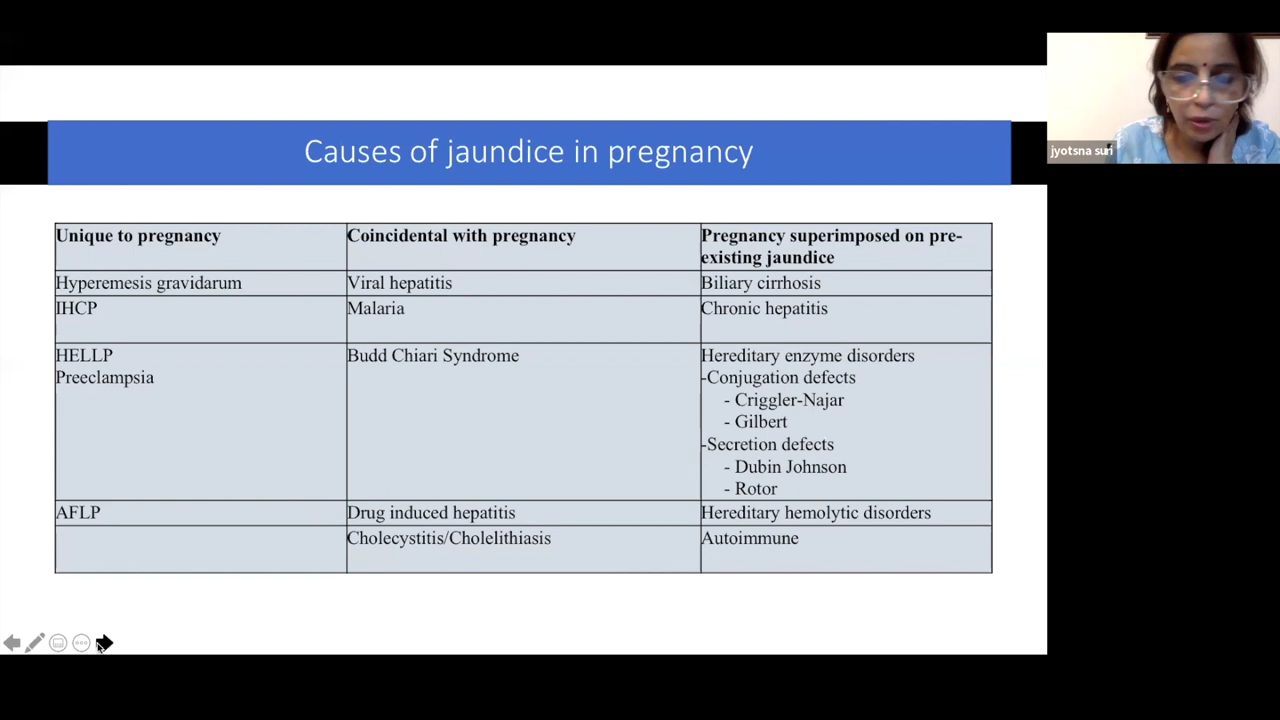 Causes of jaundice in pregnancy
jyotsna suri
Unique to pregnancy
Coincidental with pregnancy
Pregnancy superimposed on pre-
existing jaundice
Hyperemesis gravidarum
Viral hepatitis
Biliary cirrhosis
IHCP
Malaria
Chronic hepatitis
HELLP
Preeclampsia
Budd Chiari Syndrome
Hereditary enzyme disorders
-Conjugation defects
- Criggler-Najar
- Gilbert
-Secretion defects
- Dubin Johnson
- Rotor
AFLP
Drug induced hepatitis
Hereditary hemolytic disorders
Cholecystitis/Cholelithiasis
Autoimmune